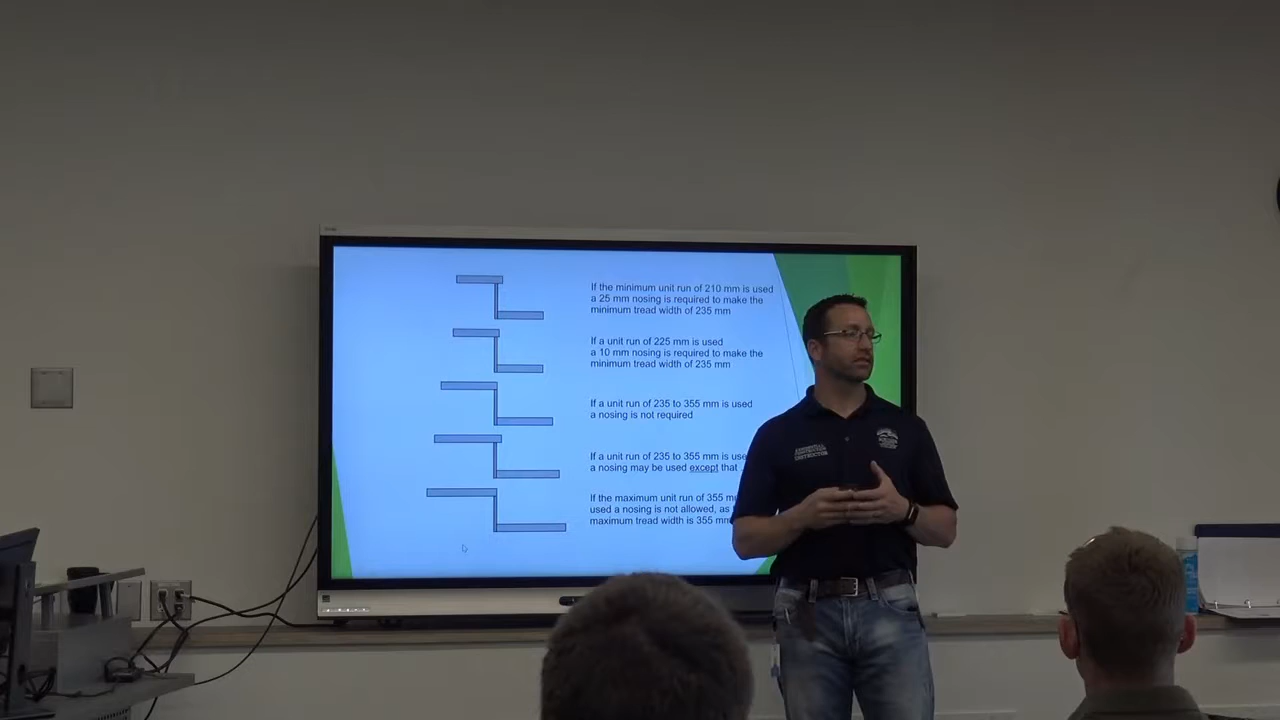 If the minimum unit run of 210 mm is used
a 25 mm nosing is required to make the
minimum tread width of 235 mm
If a unit run of 225 mm is used
a 10 mm nosing is required to make the
minimum tread width of 235 mm
If a unit run of 235 to 355 mm is used
a nosing is not required
If a unit run of 235 to 355 mm is
a nosing may be used except that
If the maximum unit run of 355
used a nosing is not allowed, as
maximum tread width is 355 mm
RESIDENTIAL
CONSTRUCTION
INSTRUCTOR